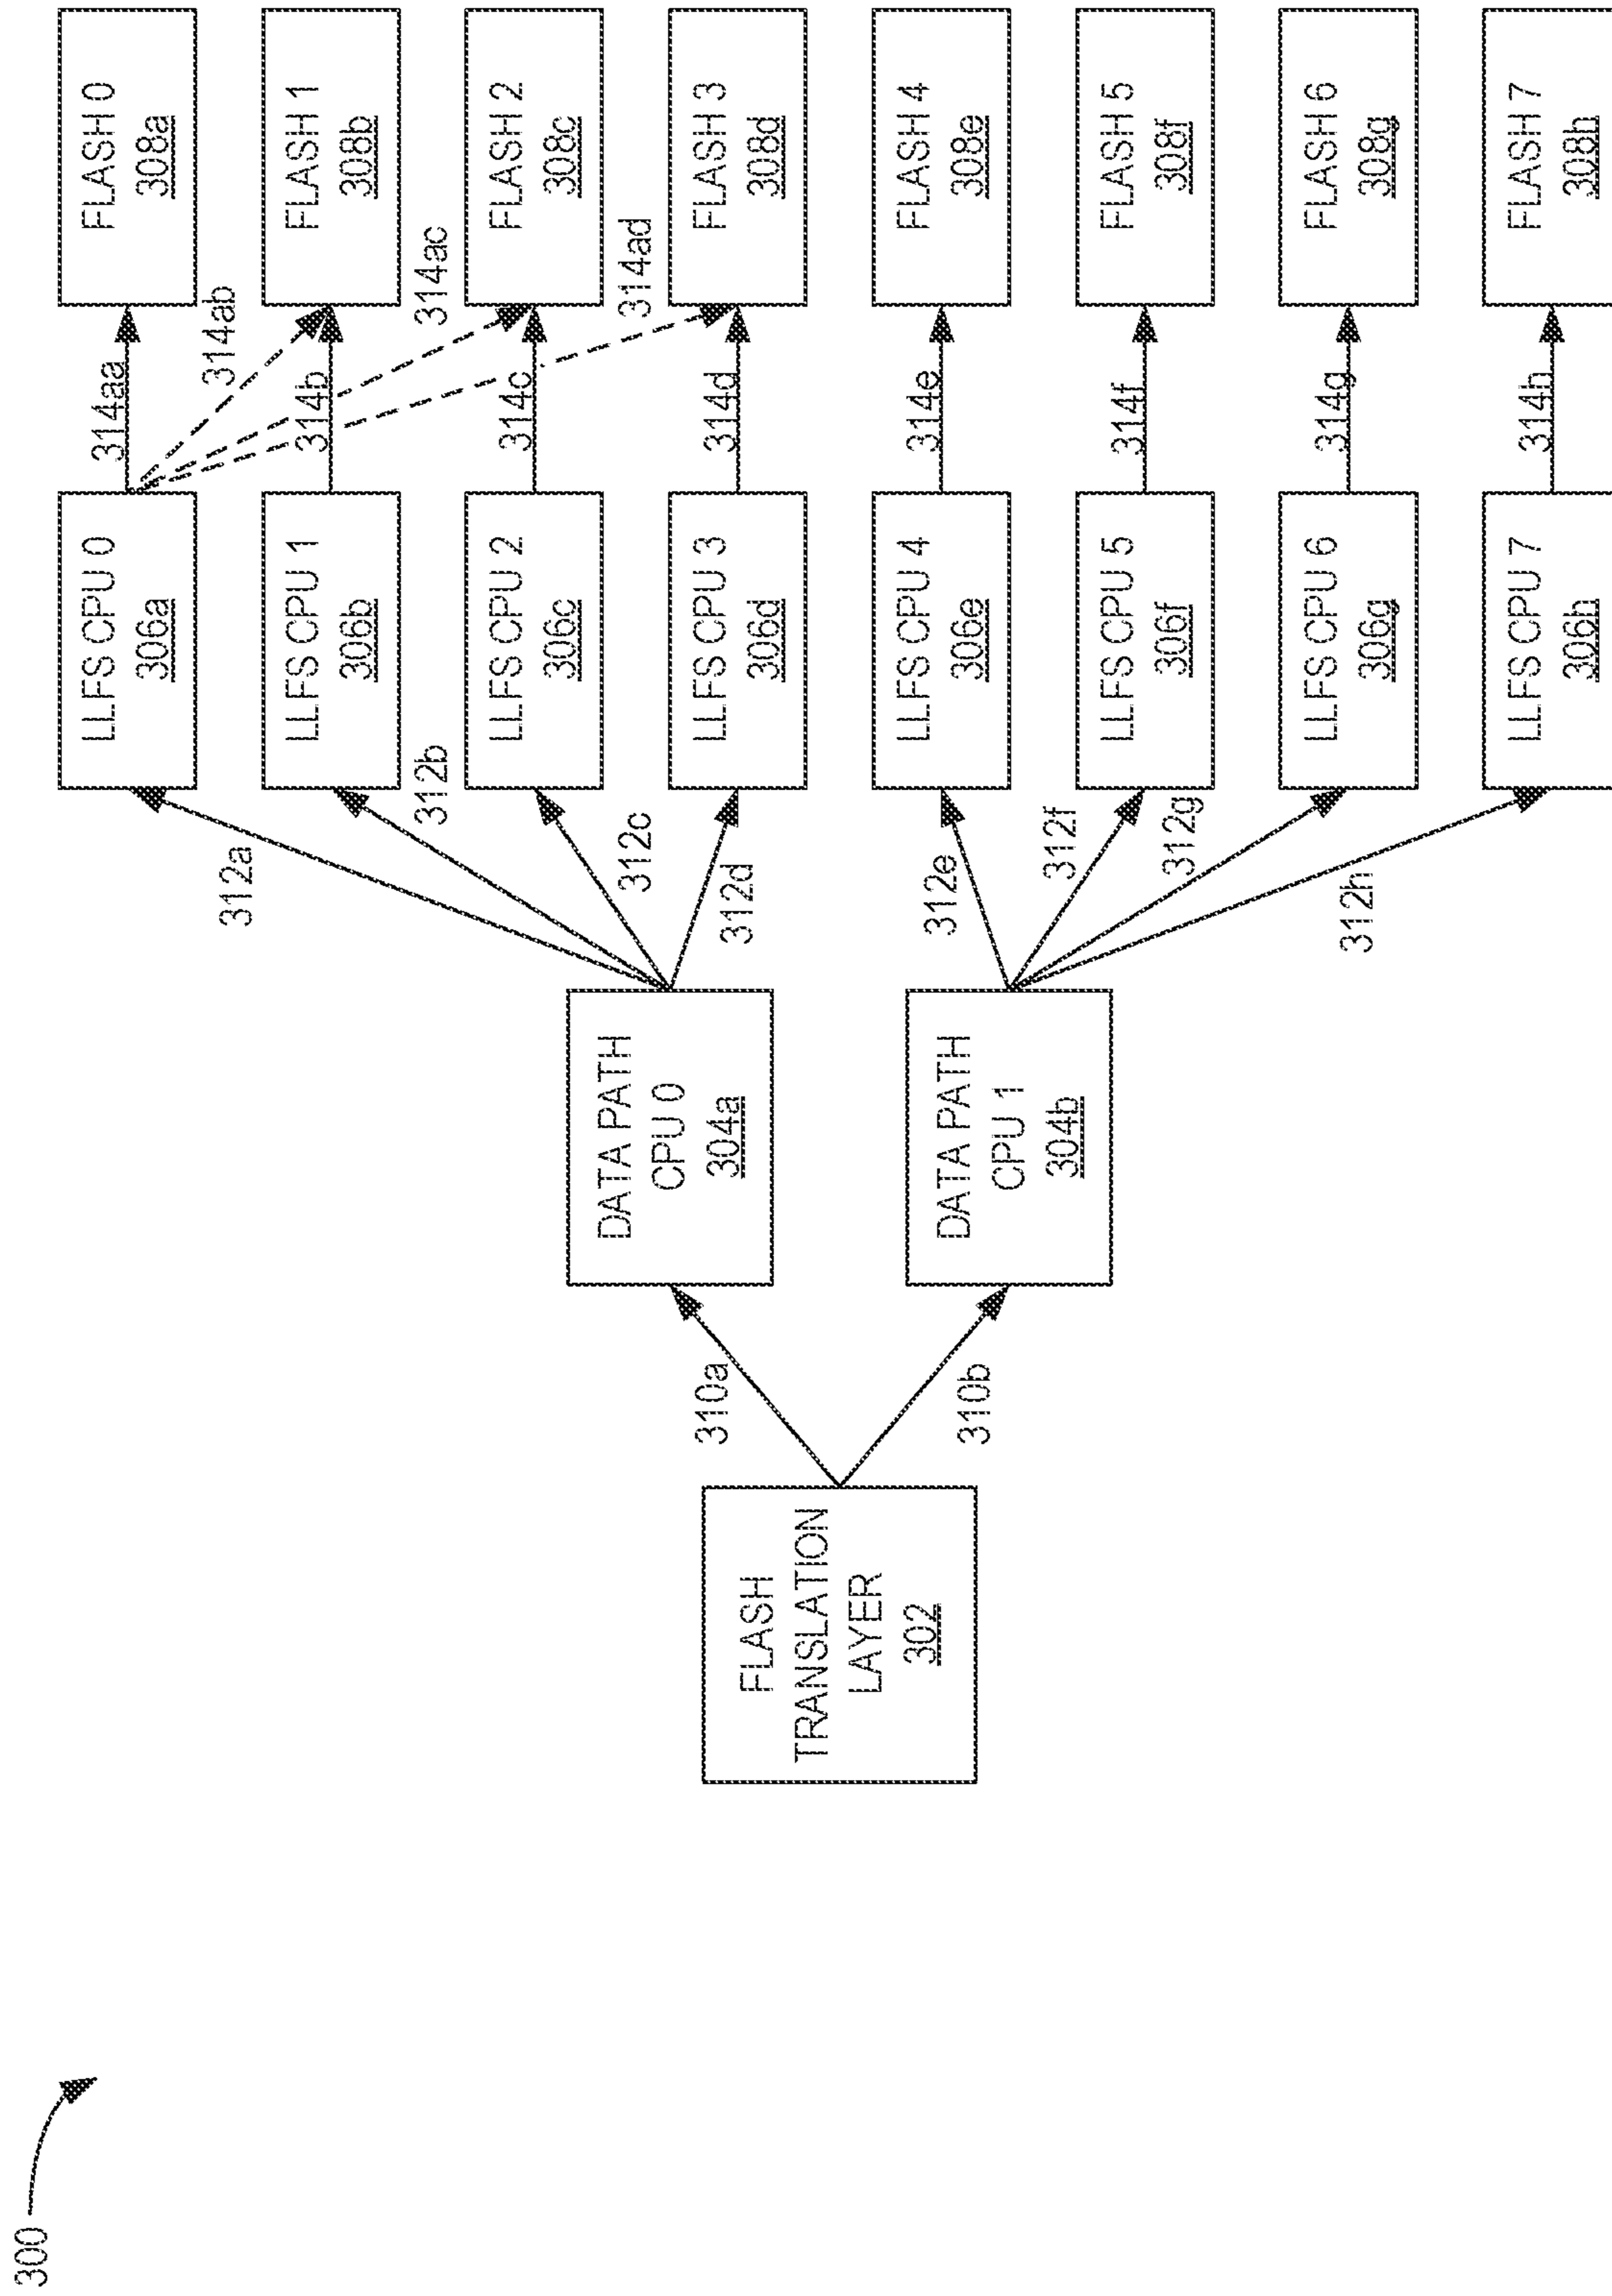 300
FLASH
TRANSLATION
LAYER
302
310a
310b
DATA PATH
CPU 0
304a
DATA PATH
CPU 1
304b
312a
312b
312c
312d
312e
312f
312g
312h
LLFS CPU 0
306a
LLFS CPU 1
306b
LLFS CPU 2
306c
LLFS CPU 3
306d
LLFS CPU 4
306e
LLFS CPU 5
306f
LLFS CPU 6
306g
LLFS CPU 7
306h
314aa
314ab
314b
314ac
314c
314ad
314d
314e
314f
314g
314h
FLASH 0
308a
FLASH 1
308b
FLASH 2
308c
FLASH 3
308d
FLASH 4
308e
FLASH 5
308f
FLASH 6
308g
FLASH 7
308h